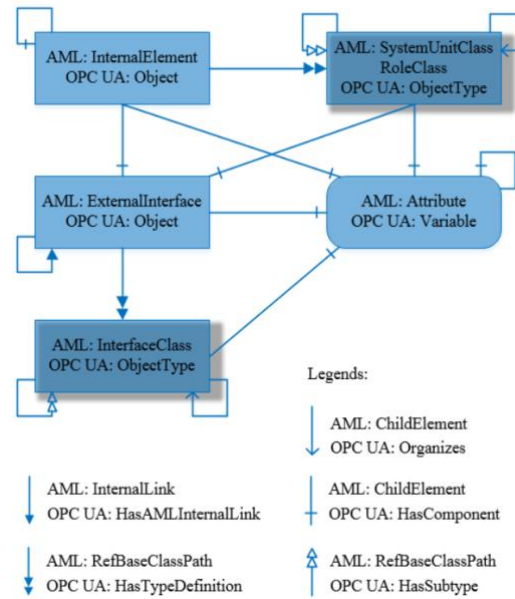 AML: InternalElement
OPC UA: Object
AML: SystemUnitClass
RoleClass
OPC UA: ObjectType
AML: ExternalInterface
OPC UA: Object
AML: Attribute
OPC UA: Variable
AML: InterfaceClass
OPC UA: ObjectType
Legends:
AML: ChildElement
OPC UA: Organizes
AML: InternalLink
OPC UA: HasAMLInternalLink
AML: ChildElement
OPC UA: HasComponent
AML: RefBaseClassPath
OPC UA: HasTypeDefinition
AML: RefBaseClassPath
OPC UA: HasSubtype